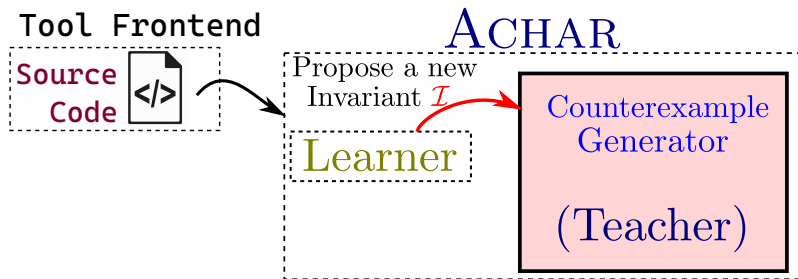 Tool Frontend
Source
Code
</>
ACHAR
Propose a new
Invariant ℐ
Learner
Counterexample
Generator
(Teacher)